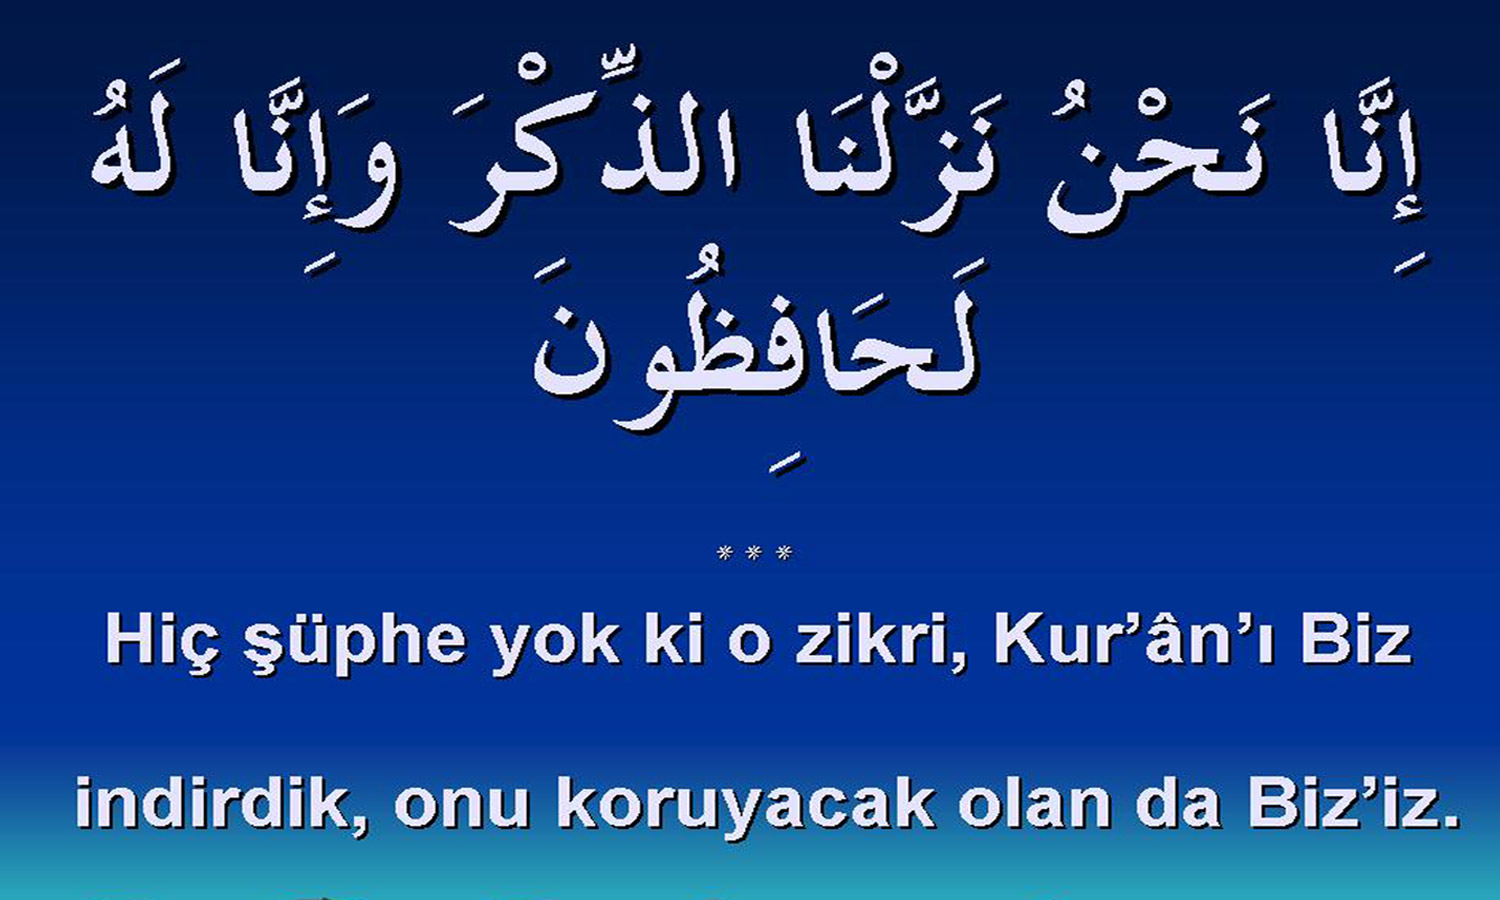 إِنَّا نَحْنُ نَزَّلْنَا الذِّكْرَ وَإِنَّا لَهُ
لَحَافِظُونَ
***
Hiç şüphe yok ki o zikri, Kur’ân’ı Biz
indirdik, onu koruyacak olan da Biz’iz.